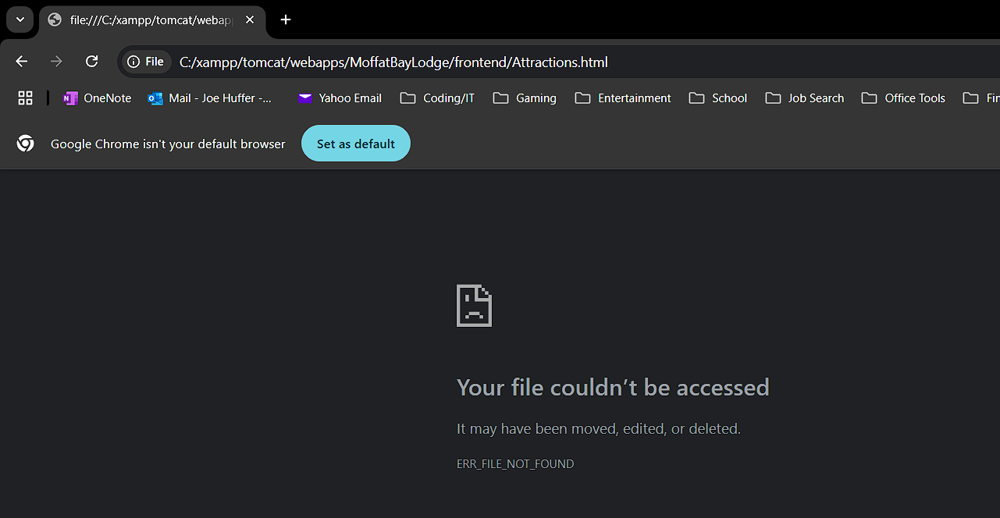 file:///C:/xampp/tomcat/webapp
File C:/xampp/tomcat/webapps/MoffatBayLodge/frontend/Attractions.html
OneNote Mail - Joe Huffer -... Yahoo Email Coding/IT Gaming Entertainment School Job Search Office Tools Fin
Google Chrome isn't your default browser Set as default
Your file couldn’t be accessed
It may have been moved, edited, or deleted.
ERR_FILE_NOT_FOUND